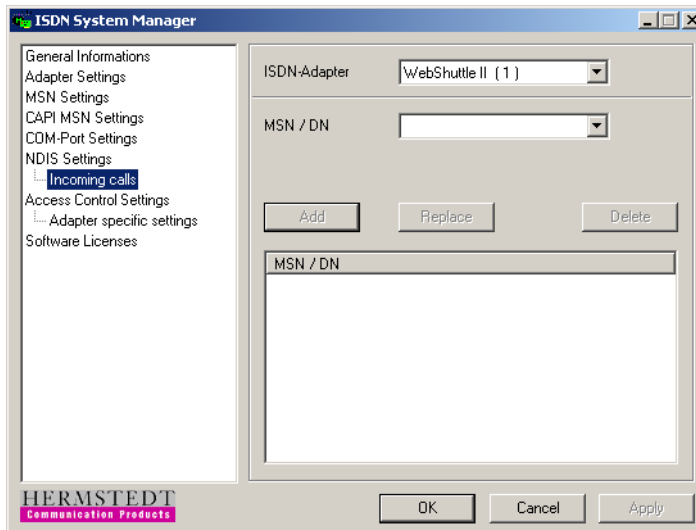 ISDN System Manager
General Informations
Adapter Settings
MSN Settings
CAPI MSN Settings
COM-Port Settings
NDIS Settings
Incoming calls
Access Control Settings
Adapter specific settings
Software Licenses
ISDN-Adapter
WebShuttle II ( 1 )
MSN / DN
Add
Replace
Delete
MSN / DN
HERMSTEDT
Communication Products
OK
Cancel
Apply